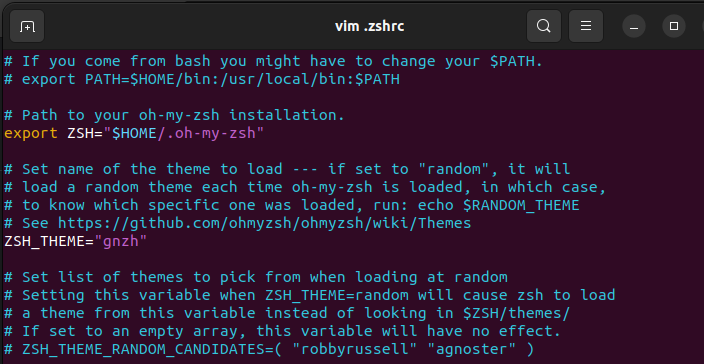 vim .zshrc
# If you come from bash you might have to change your $PATH.
# export PATH=$HOME/bin:/usr/local/bin:$PATH
# Path to your oh-my-zsh installation.
export ZSH="$HOME/.oh-my-zsh"
# Set name of the theme to load --- if set to "random", it will
# load a random theme each time oh-my-zsh is loaded, in which case,
# to know which specific one was loaded, run: echo $RANDOM_THEME
# See https://github.com/ohmyzsh/ohmyzsh/wiki/Themes
ZSH_THEME="gnzh"
# Set list of themes to pick from when loading at random
# Setting this variable when ZSH_THEME=random will cause zsh to load
# a theme from this variable instead of looking in $ZSH/themes/
# If set to an empty array, this variable will have no effect.
# ZSH_THEME_RANDOM_CANDIDATES=( "robbyrussell" "agnoster" )